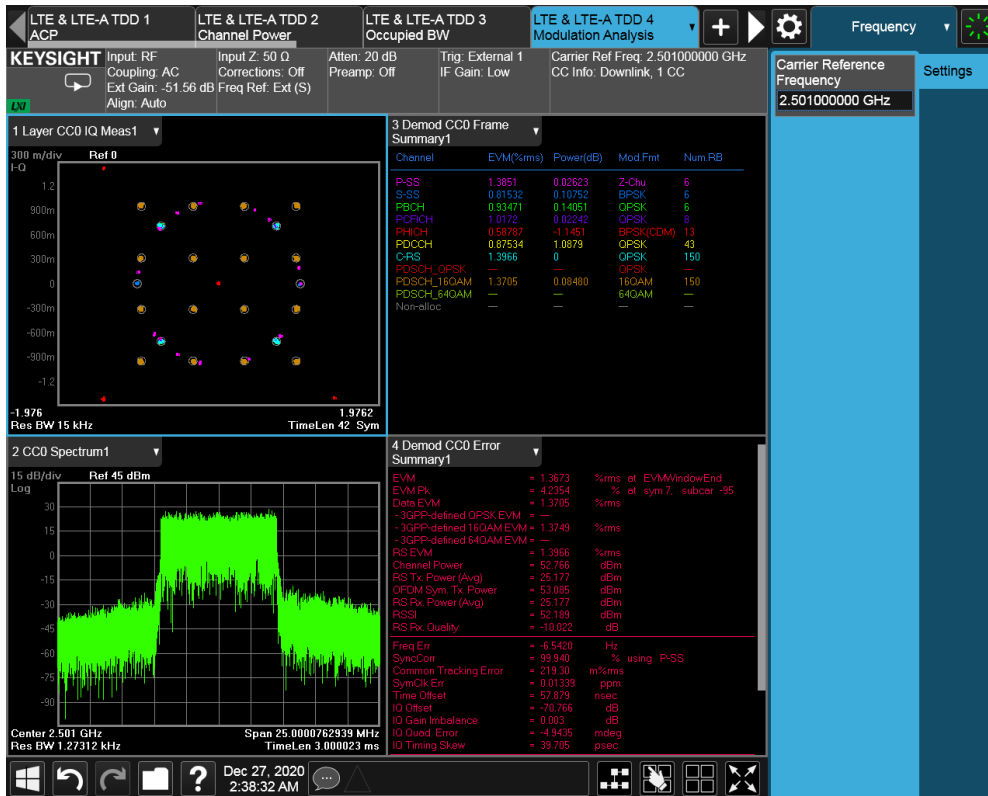 LTE & LTE-A TDD 1
ACP
LTE & LTE-A TDD 2
Channel Power
LTE & LTE-A TDD 3
Occupied BW
LTE & LTE-A TDD 4
Modulation Analysis
Frequency
KEYSIGHT
LXI
Input: RF
Coupling: AC
Ext Gain: -51.56 dB
Align: Auto
Input Z: 50 Ω
Corrections: Off
Freq Ref: Ext (S)
Atten: 20 dB
Preamp: Off
Trig: External 1
IF Gain: Low
Carrier Ref Freq: 2.501000000 GHz
CC Info: Downlink, 1 CC
Carrier Reference
Frequency
2.501000000 GHz
Settings
1 Layer CC0 IQ Meas1
300 m/div Ref 0
I-Q
1.2
900m
600m
300m
0
-300m
-600m
-900m
-1.2
-1.976 1.9762
Res BW 15 kHz TimeLen 42 Sym
3 Demod CC0 Frame
Summary1
Channel EVM(%rms) Power(dB) Mod.Fmt Num.RB
P-SS 1.3851 0.02623 Z-Chu 6
S-SS 0.81532 0.10752 BPSK 6
PBCH 0.93471 0.14051 QPSK 6
PCFICH 1.0172 0.02242 QPSK 8
PHICH 0.58787 -1.1451 BPSK(CDM) 13
PDCCH 0.87534 1.0879 QPSK 43
C-RS 1.3966 0 QPSK 150
PDSCH_QPSK — — QPSK —
PDSCH_16QAM 1.3705 0.08480 16QAM 150
PDSCH_64QAM — — 64QAM —
Non-alloc — — — —
2 CC0 Spectrum1
15 dB/div Ref 45 dBm
Log
30
15
0
-15
-30
-45
-60
-75
-90
Center 2.501 GHz Span 25.0000762939 MHz
Res BW 1.27312 kHz TimeLen 3.000023 ms
4 Demod CC0 Error
Summary1
EVM = 1.3673 %rms at EVMWindowEnd
EVM Pk = 4.2354 % at sym 7, subcar -95
Data EVM = 1.3705 %rms
- 3GPP-defined QPSK EVM = —
- 3GPP-defined 16QAM EVM = 1.3749 %rms
- 3GPP-defined 64QAM EVM = —
RS EVM = 1.3966 %rms
Channel Power = 52.766 dBm
RS Tx. Power (Avg) = 25.177 dBm
OFDM Sym. Tx. Power = 53.085 dBm
RS Rx. Power (Avg) = 25.177 dBm
RSSI = 52.189 dBm
RS Rx. Quality = -10.022 dB
Freq Err = -6.5420 Hz
SyncCorr = 99.940 % using P-SS
Common Tracking Error = 219.30 m%rms
SymClk Err = 0.01339 ppm
Time Offset = 57.879 nsec
IQ Offset = -70.766 dB
IQ Gain Imbalance = 0.003 dB
IQ Quad. Error = -4.9435 mdeg
IQ Timing Skew = 39.705 psec
Dec 27, 2020
2:38:32 AM